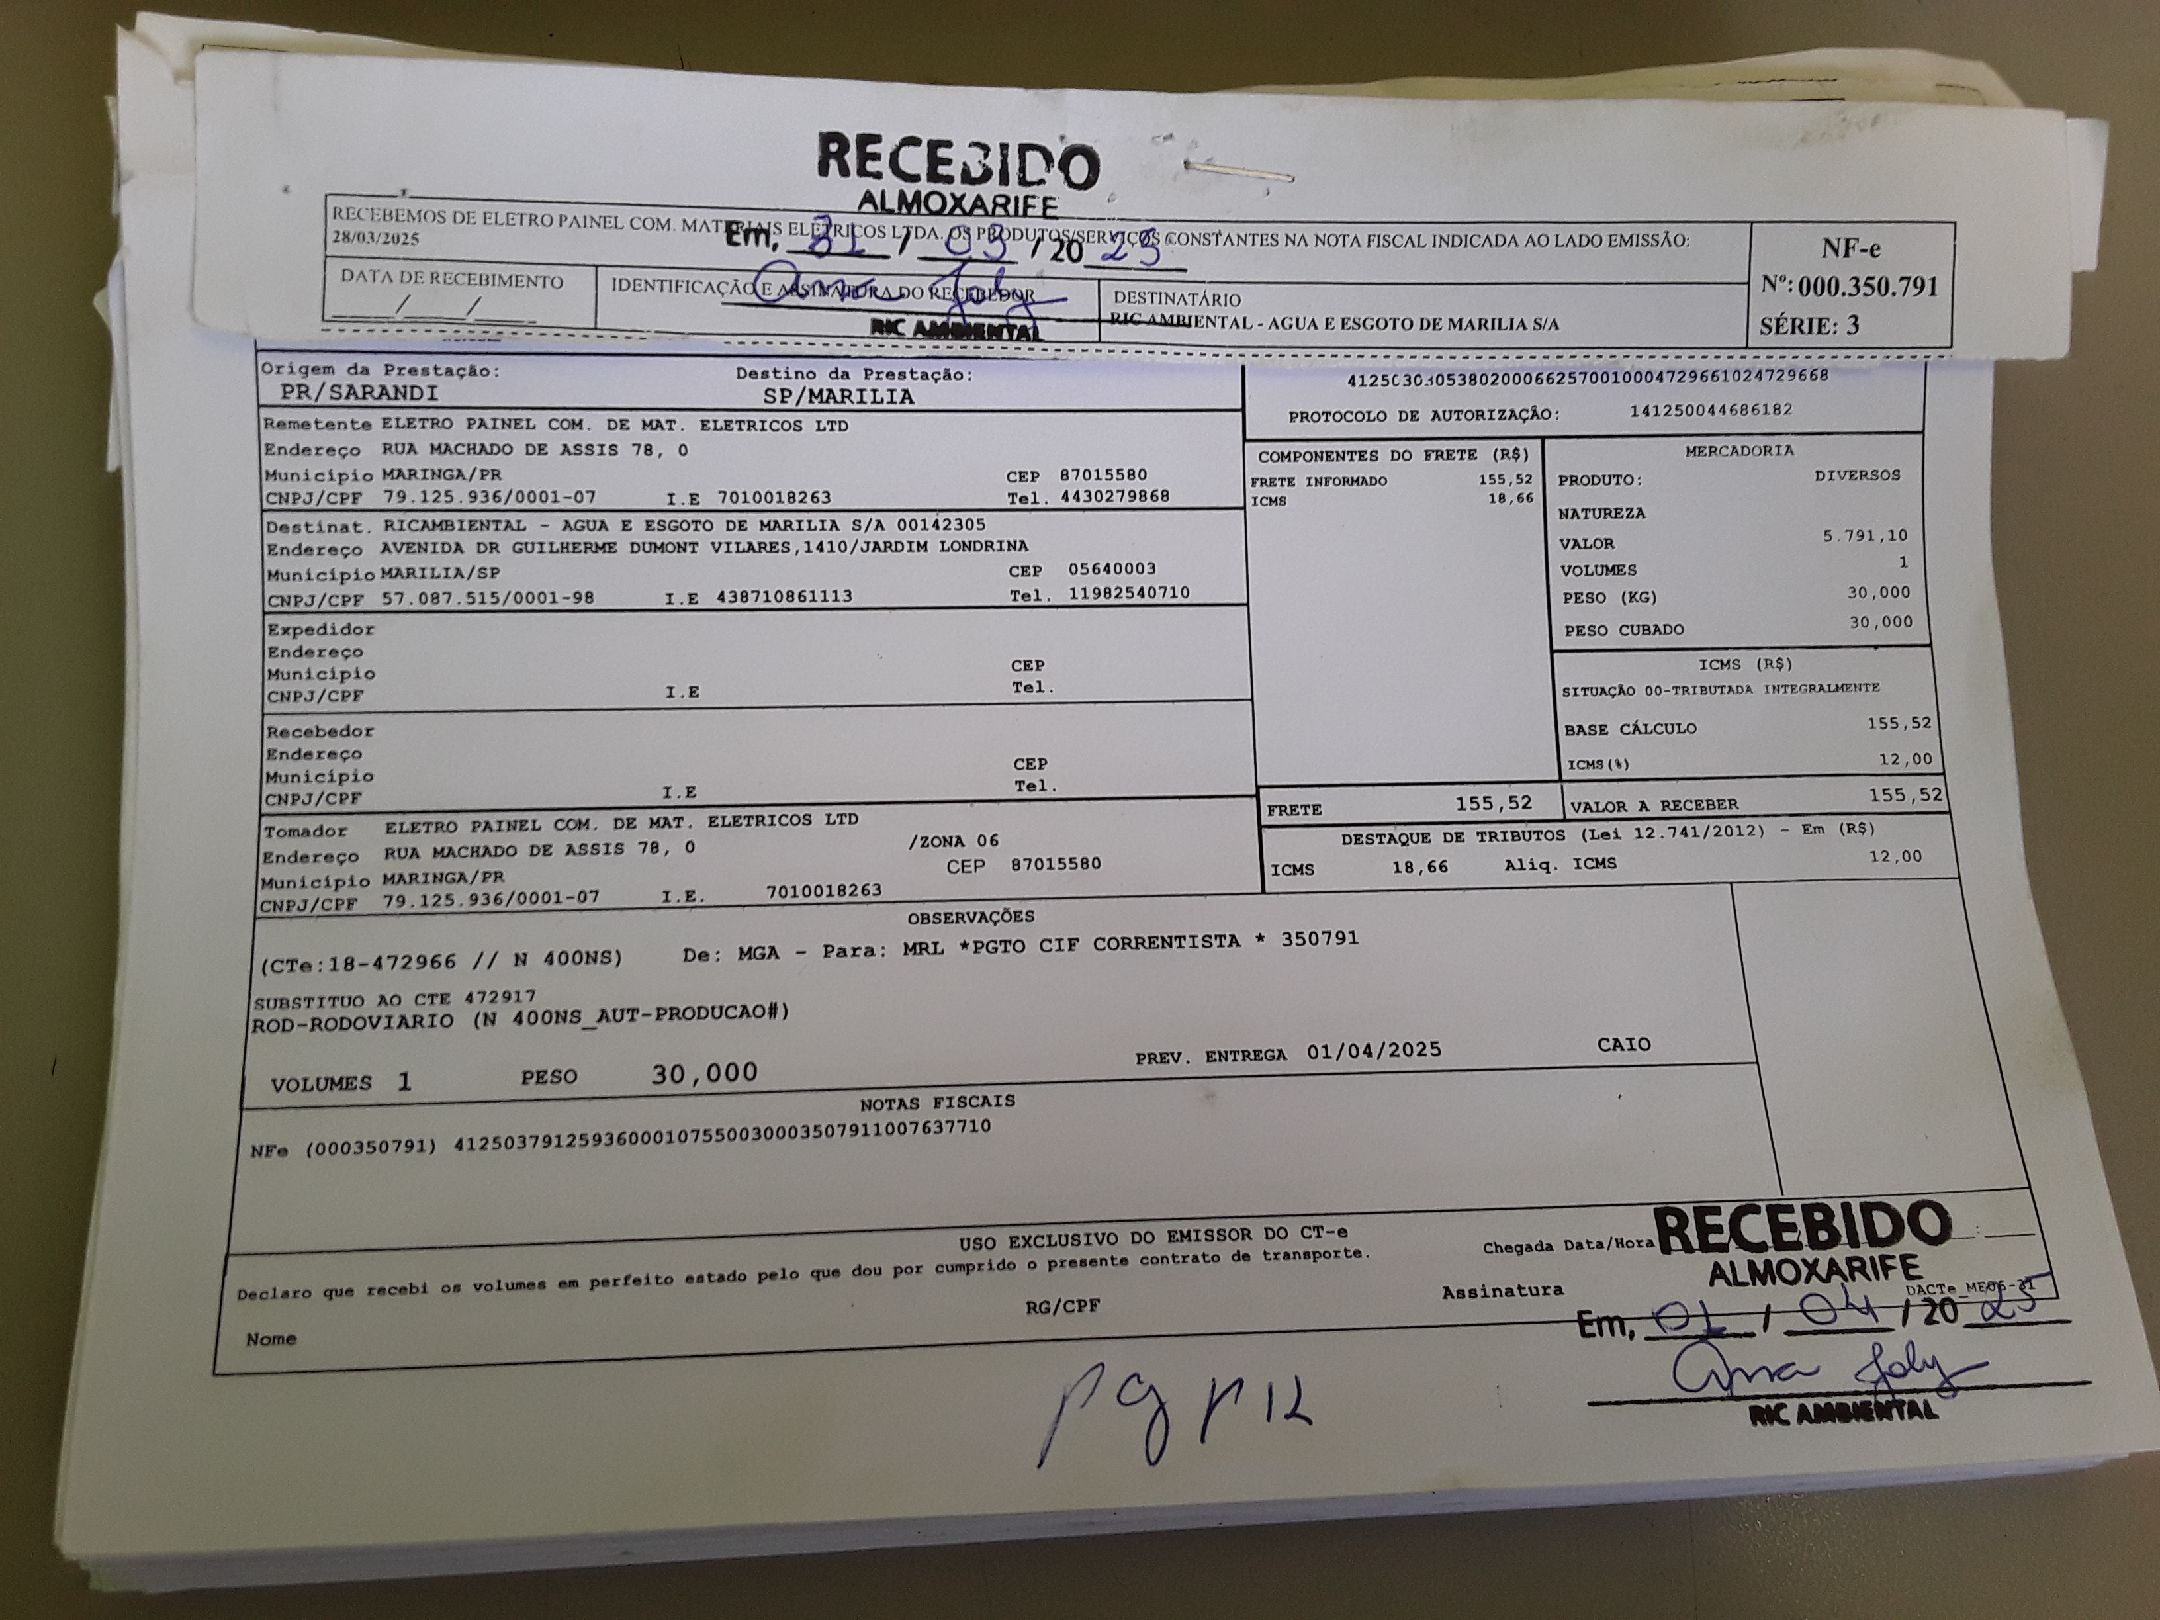 RECEBIDO
ALMOXARIFE
RECEBEMOS DE ELETRO PAINEL COM. MATERIAIS ELETRICOS LTDA. OS PRODUTOS/SERVIÇOS CONSTANTES NA NOTA FISCAL INDICADA AO LADO EMISSÃO:
28/03/2025
Em, 31 / 03 / 20 25
NF-e
Nº: 000.350.791
SÉRIE: 3
DATA DE RECEBIMENTO
IDENTIFICAÇÃO E ASSINATURA DO RECEBEDOR
Ana Joly
RIC AMBIENTAL
DESTINATÁRIO
RIC AMBIENTAL - AGUA E ESGOTO DE MARILIA S/A
Origem da Prestação: Destino da Prestação:
PR/SARANDI SP/MARILIA
PROTOCOLO DE AUTORIZAÇÃO: 141250044686182
Remetente ELETRO PAINEL COM. DE MAT. ELETRICOS LTD
Endereço RUA MACHADO DE ASSIS 78, 0
Município MARINGA/PR CEP 87015580
CNPJ/CPF 79.125.936/0001-07 I.E 7010018263 Tel. 4430279868
Destinat. RICAMBIENTAL - AGUA E ESGOTO DE MARILIA S/A 00142305
Endereço AVENIDA DR GUILHERME DUMONT VILARES,1410/JARDIM LONDRINA
Município MARILIA/SP CEP 05640003
CNPJ/CPF 57.087.515/0001-98 I.E 438710861113 Tel. 11982540710
Expedidor
Endereço
Município CEP
CNPJ/CPF I.E Tel.
Recebedor
Endereço
Município CEP
CNPJ/CPF I.E Tel.
Tomador ELETRO PAINEL COM. DE MAT. ELETRICOS LTD
Endereço RUA MACHADO DE ASSIS 78, 0 /ZONA 06
Município MARINGA/PR CEP 87015580
CNPJ/CPF 79.125.936/0001-07 I.E. 7010018263
COMPONENTES DO FRETE (R$)
FRETE INFORMADO 155,52
ICMS 18,66
MERCADORIA
PRODUTO: DIVERSOS
NATUREZA
VALOR 5.791,10
VOLUMES 1
PESO (KG) 30,000
PESO CUBADO 30,000
ICMS (R$)
SITUAÇÃO 00-TRIBUTADA INTEGRALMENTE
BASE CÁLCULO 155,52
ICMS(%) 12,00
FRETE 155,52 VALOR A RECEBER 155,52
DESTAQUE DE TRIBUTOS (Lei 12.741/2012) - Em (R$)
ICMS 18,66 Aliq. ICMS 12,00
OBSERVAÇÕES
(CTe:18-472966 // N 400NS) De: MGA - Para: MRL *PGTO CIF CORRENTISTA * 350791
SUBSTITUO AO CTE 472917
ROD-RODOVIARIO (N 400NS_AUT-PRODUCAO#)
VOLUMES 1 PESO 30,000 PREV. ENTREGA 01/04/2025 CAIO
NOTAS FISCAIS
NFe (000350791) 41250379125936000107550030003507911007637710
USO EXCLUSIVO DO EMISSOR DO CT-e
Declaro que recebi os volumes em perfeito estado pelo que dou por cumprido o presente contrato de transporte.
Chegada Data/Hora
Nome RG/CPF Assinatura
RECEBIDO
ALMOXARIFE
Em, 01 / 04 / 20 25
Ana Joly
RIC AMBIENTAL